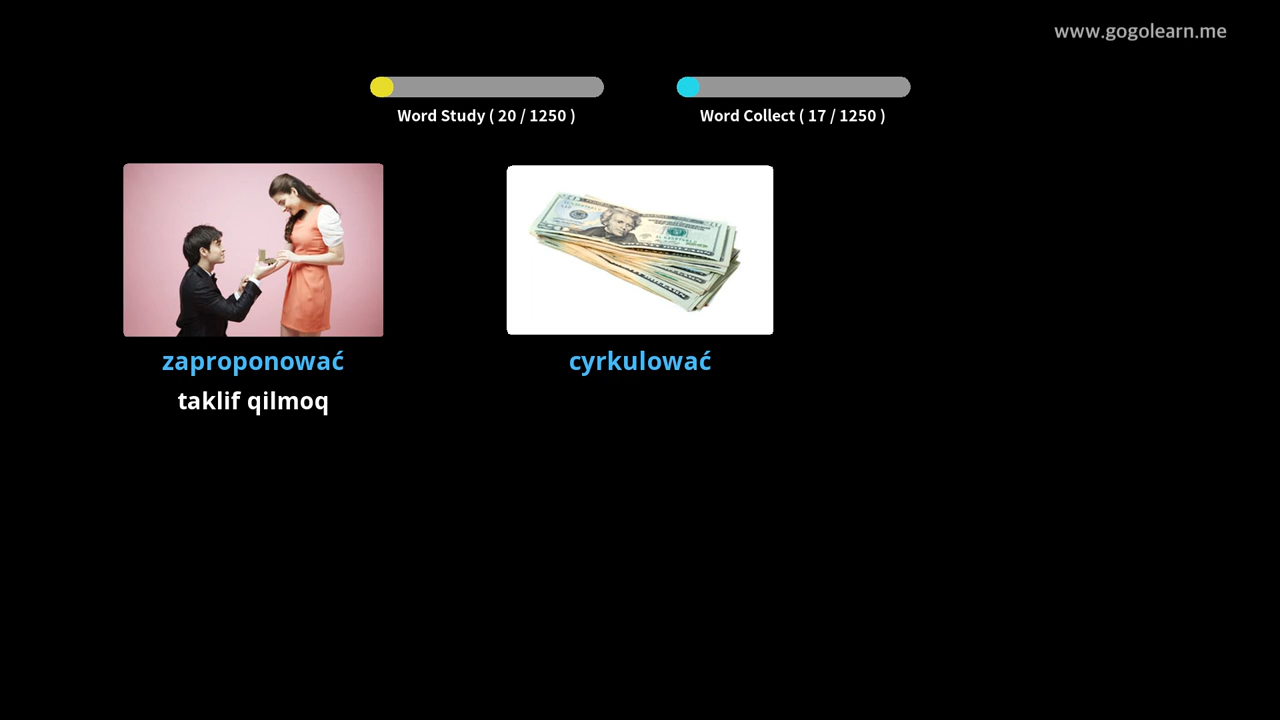 www.gogolearn.me
Word Study ( 20 / 1250 )
Word Collect ( 17 / 1250 )
zaproponować
taklif qilmoq
cyrkulować